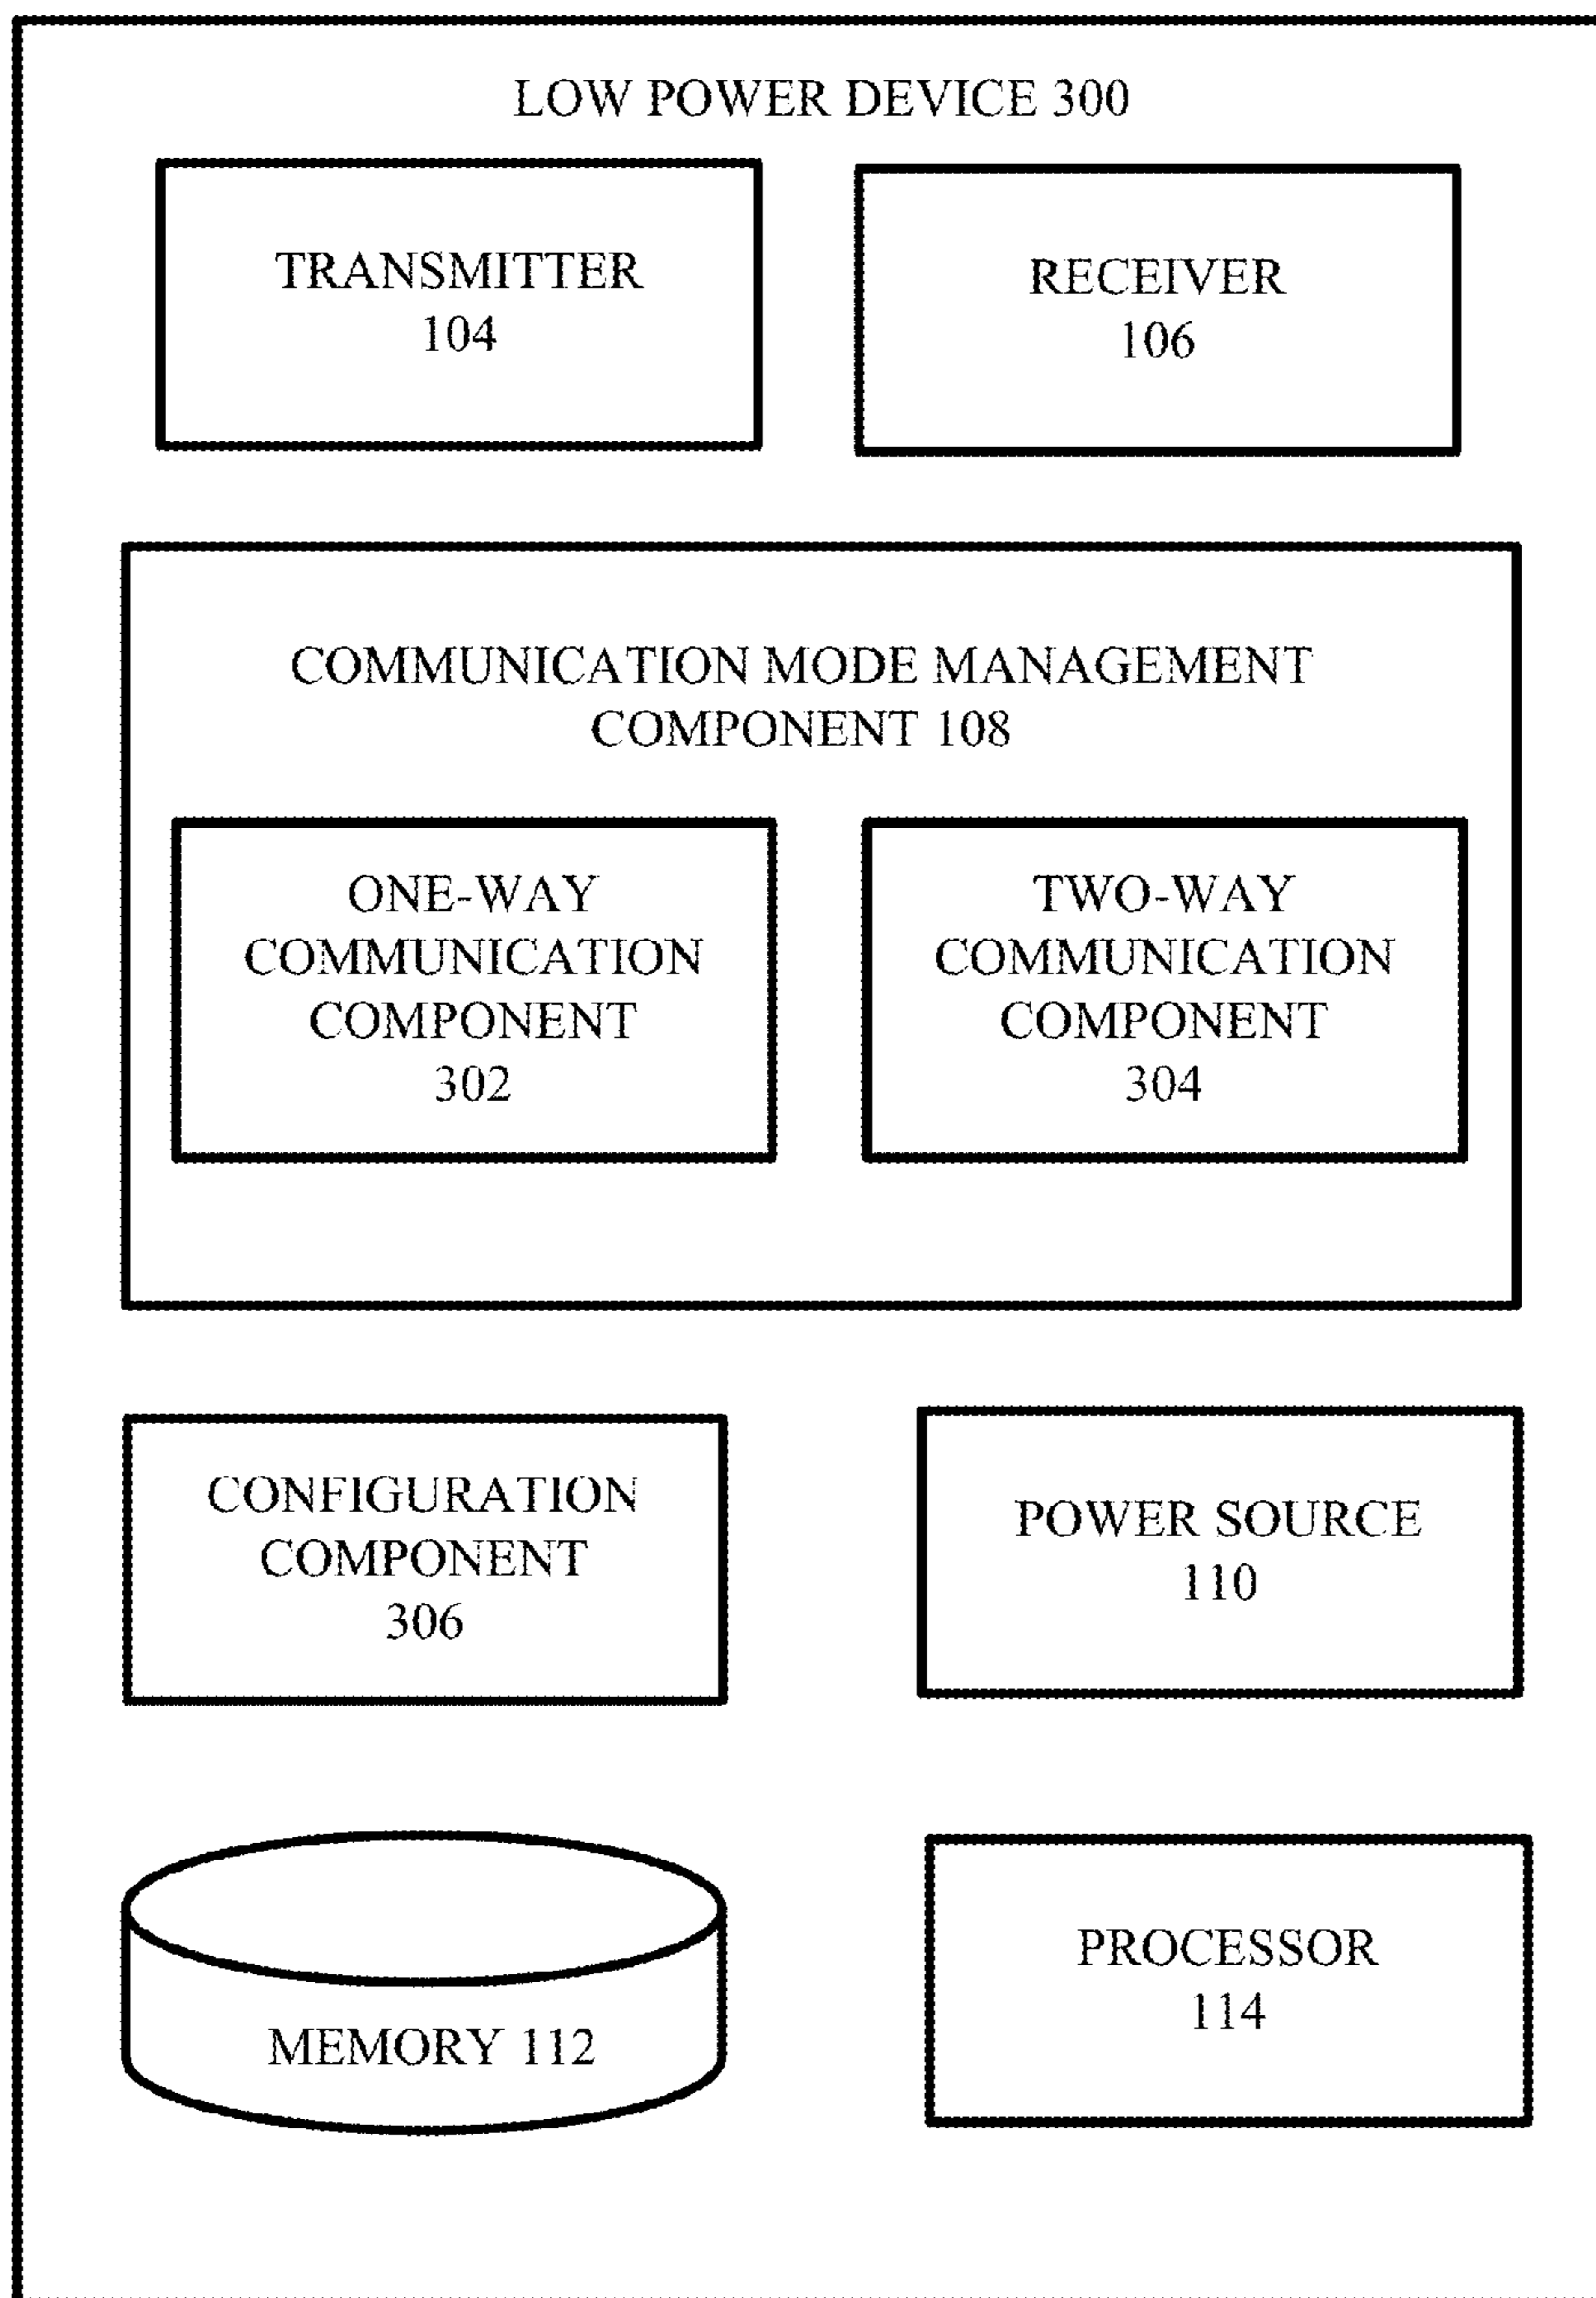 LOW POWER DEVICE 300
TRANSMITTER
104
RECEIVER
106
COMMUNICATION MODE MANAGEMENT
COMPONENT 108
ONE-WAY
COMMUNICATION
COMPONENT
302
TWO-WAY
COMMUNICATION
COMPONENT
304
CONFIGURATION
COMPONENT
306
POWER SOURCE
110
MEMORY 112
PROCESSOR
114